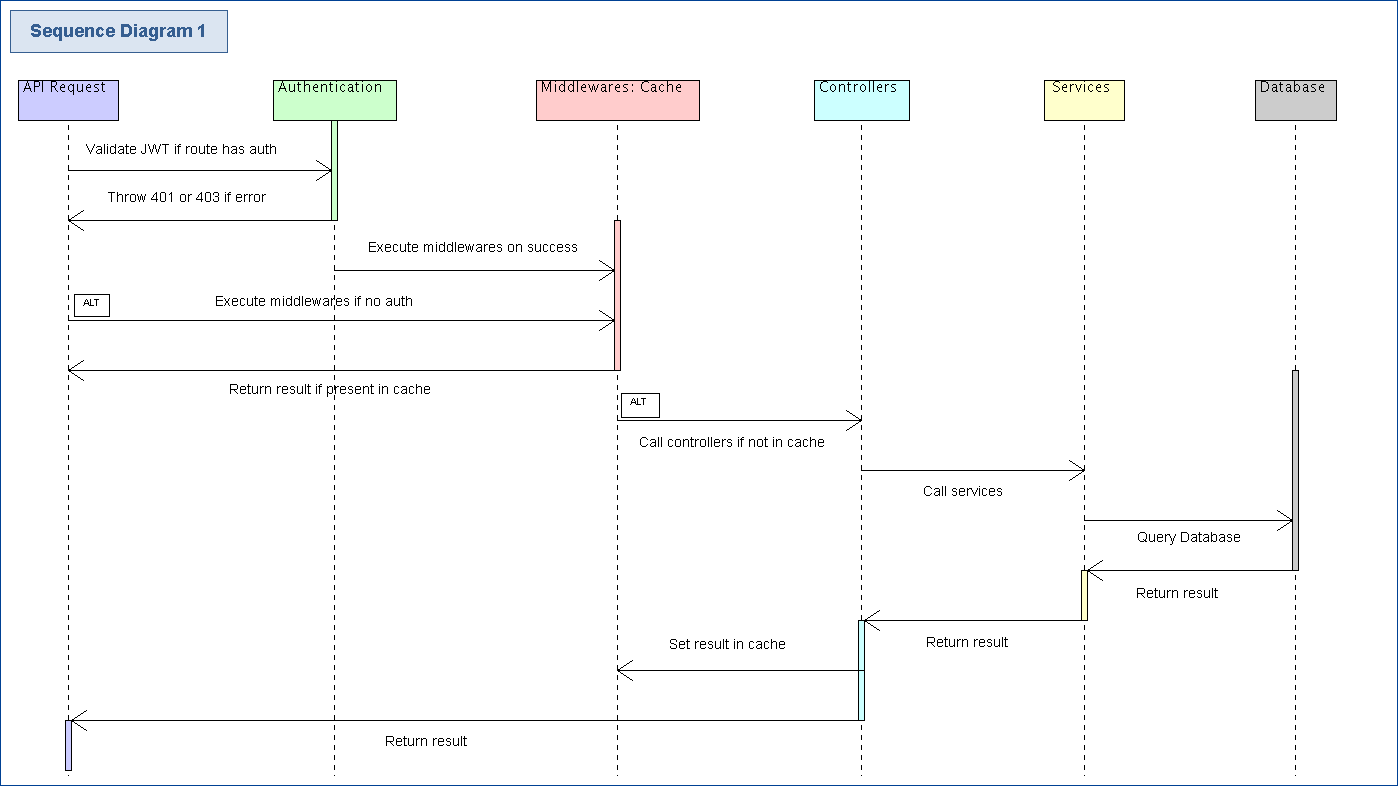 Sequence Diagram 1
API Request
Authentication
Middlewares: Cache
Controllers
Services
Database
Validate JWT if route has auth
Throw 401 or 403 if error
Execute middlewares on success
ALT
Execute middlewares if no auth
Return result if present in cache
ALT
Call controllers if not in cache
Call services
Query Database
Return result
Return result
Set result in cache
Return result